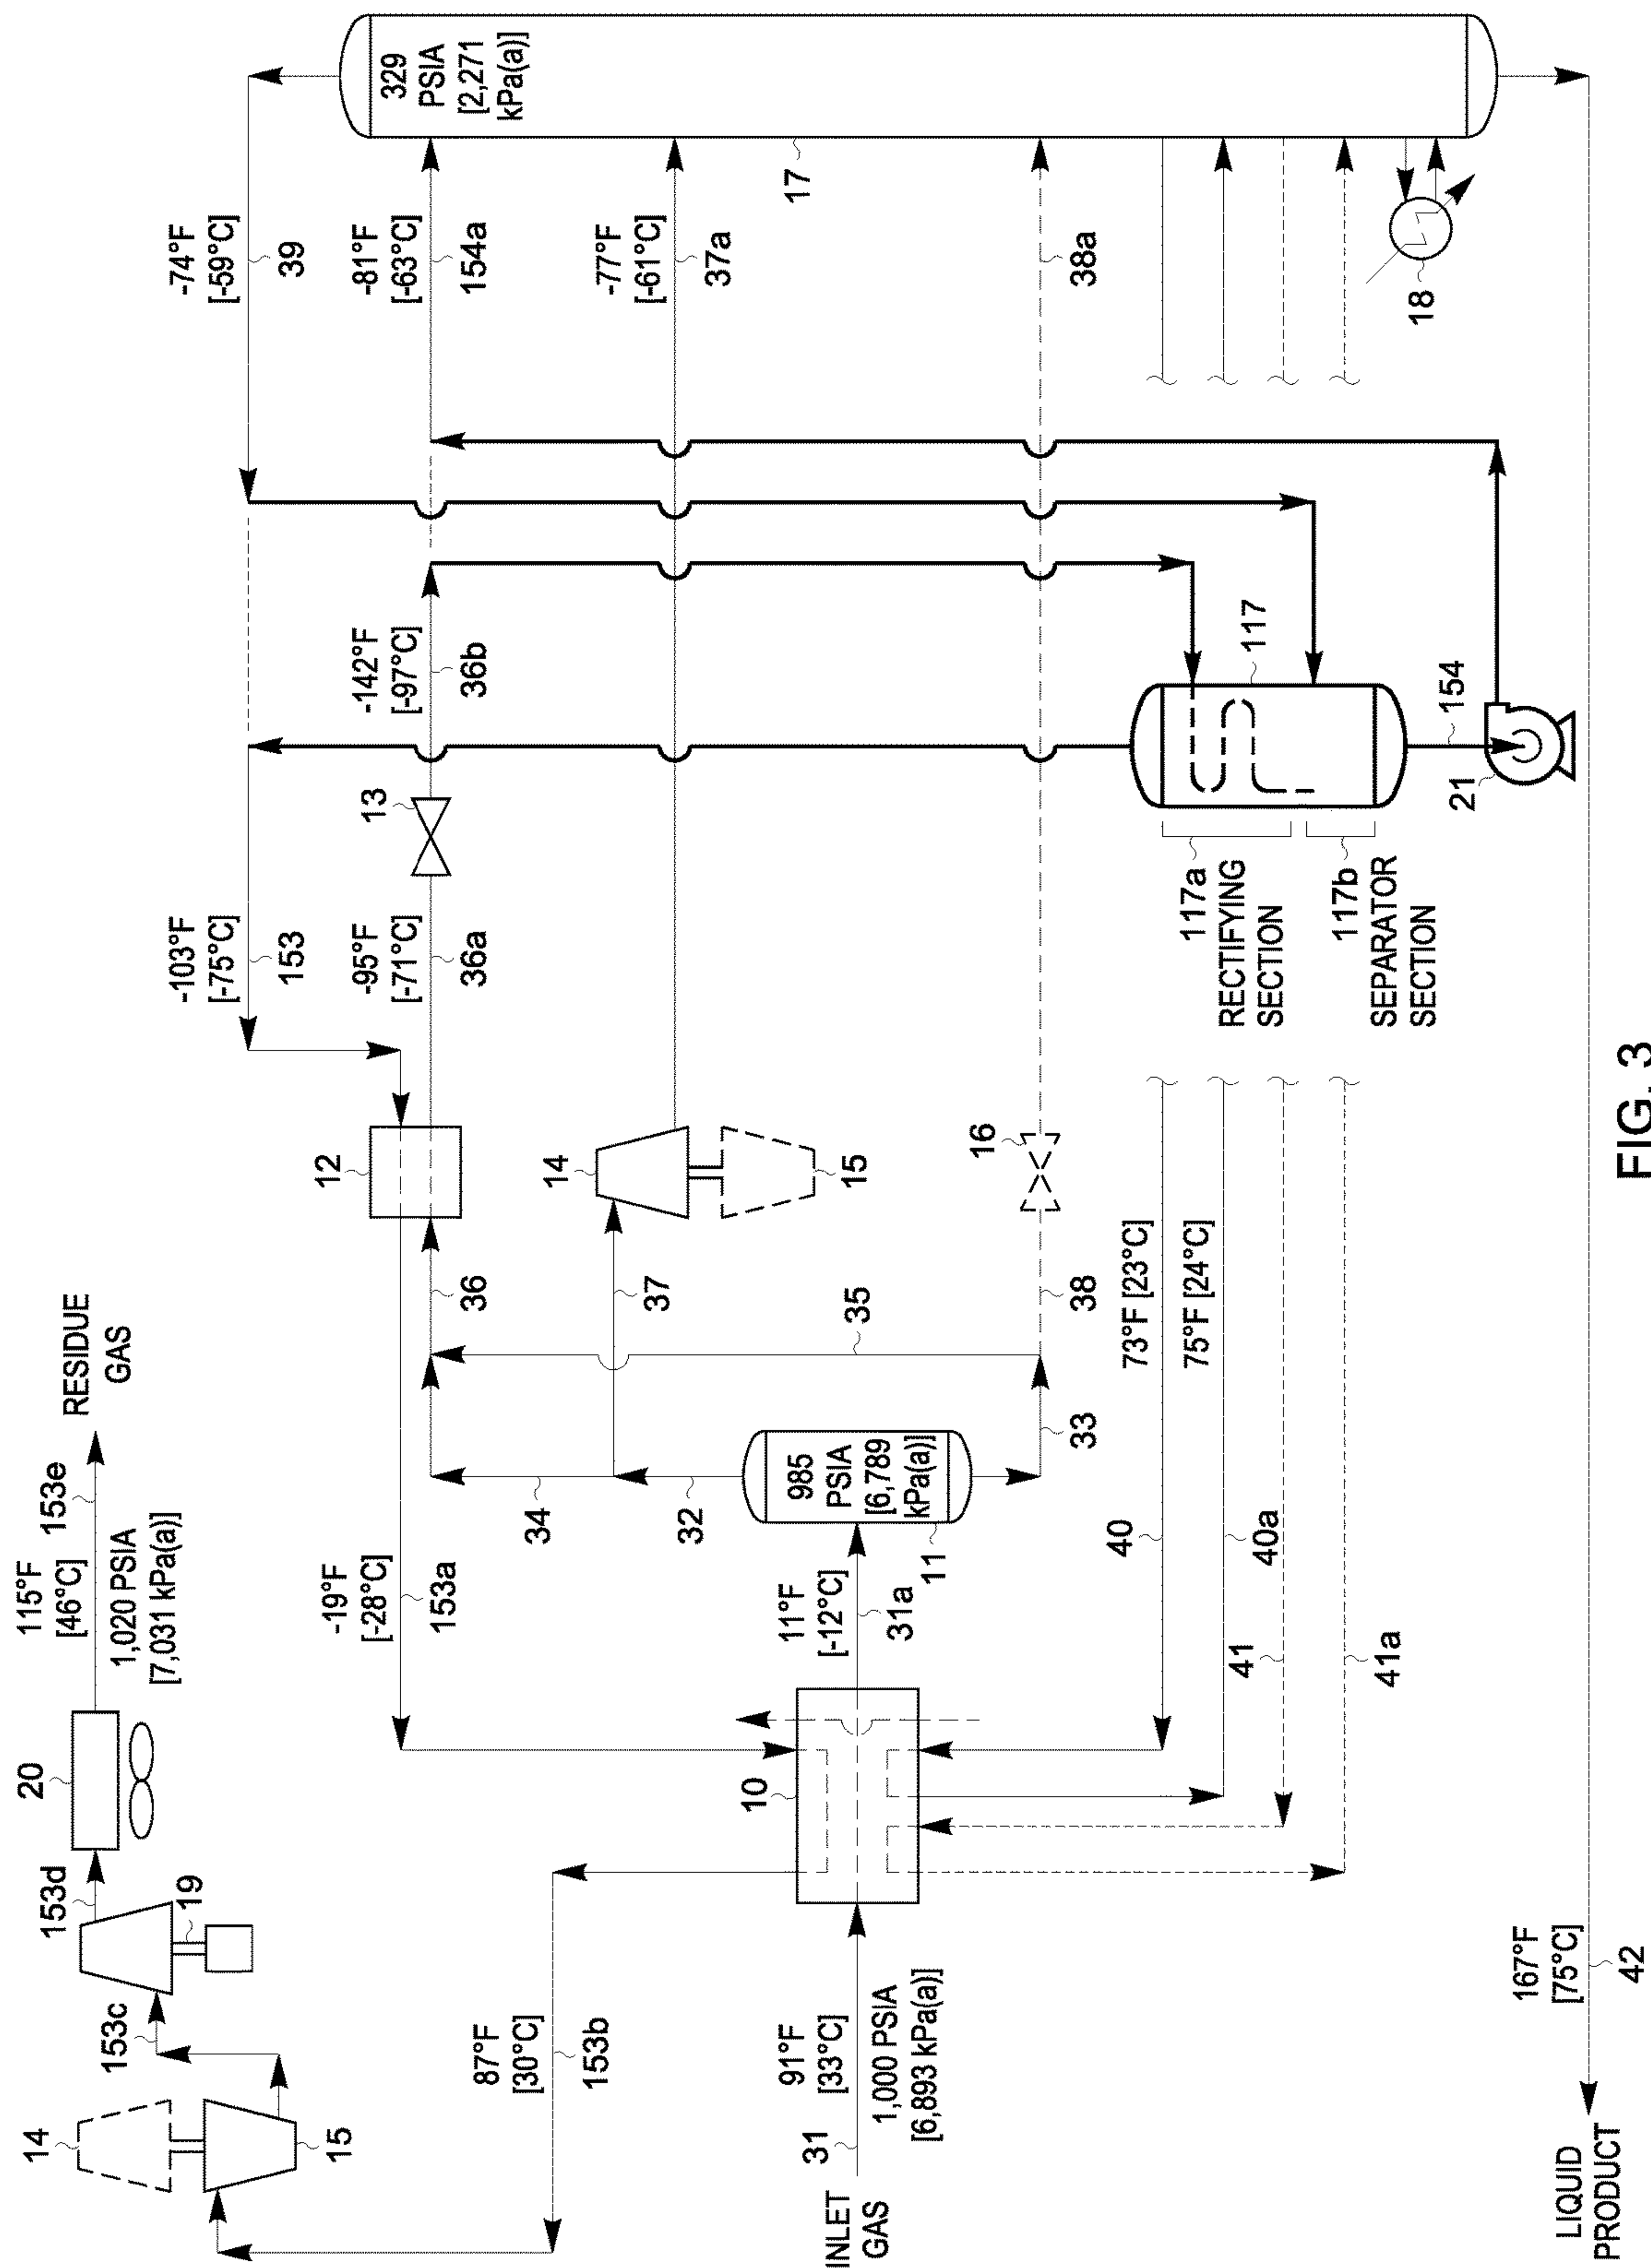 FIG. 3
115°F
[46°C]
153e
1,020 PSIA
[7,031 kPa(a)]
RESIDUE
GAS
20
153d
19
153c
14
15
-19°F
[-28°C]
153a
87°F
[30°C]
153b
-103°F
[-75°C]
153
-74°F
[-59°C]
39
12
36
-95°F
[-71°C]
36a
13
-142°F
[-97°C]
36b
-81°F
[-63°C]
154a
34
32
37
14
15
-77°F
[-61°C]
37a
329
PSIA
[2,271
kPa(a)]
17
INLET
GAS
31
91°F
[33°C]
1,000 PSIA
[6,893 kPa(a)]
10
11°F
[-12°C]
31a
11
985
PSIA
[6,789
kPa(a)]
35
33
38
16
38a
40
73°F [23°C]
75°F [24°C]
40a
41
41a
117a
RECTIFYING
SECTION
117b
SEPARATOR
SECTION
117
154
21
18
167°F
[75°C]
42
LIQUID
PRODUCT